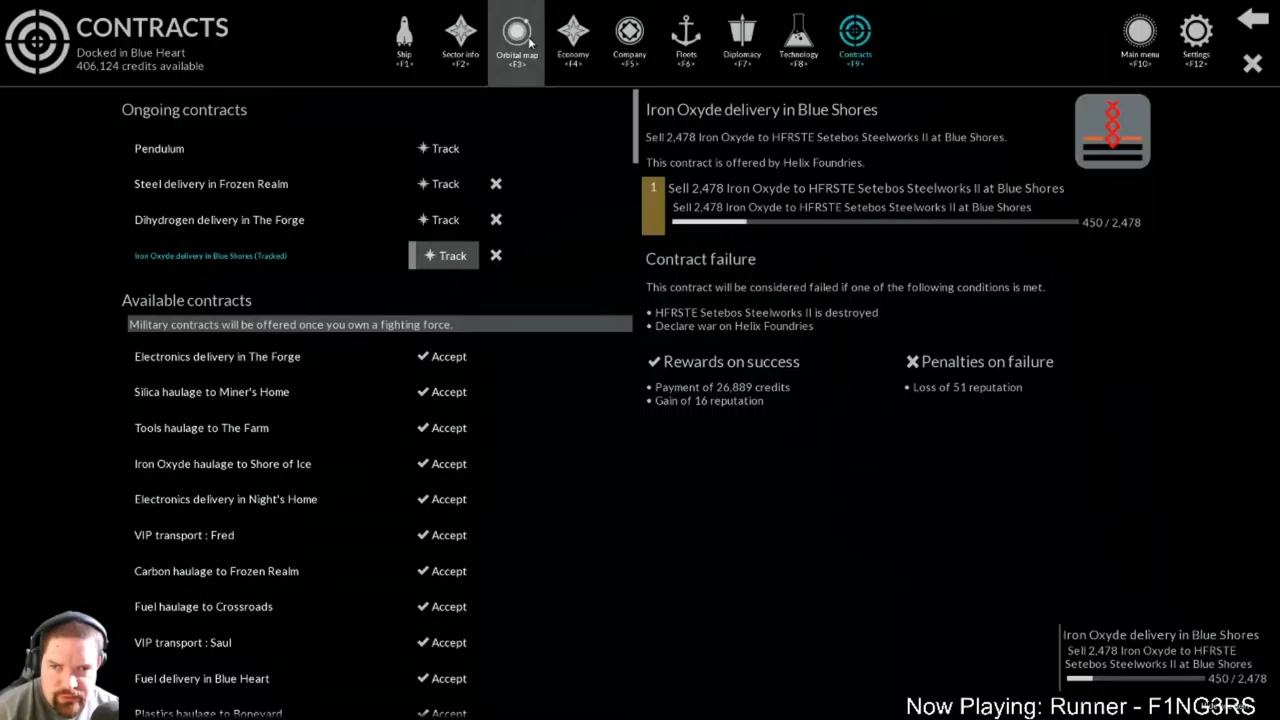 CONTRACTS
Docked in Blue Heart
406,124 credits available
Ship
<F1>
Sector info
<F2>
Orbital map
<F3>
Economy
<F4>
Company
<F5>
Fleets
<F6>
Diplomacy
<F7>
Technology
<F8>
Contracts
<F9>
Main menu
<F10>
Settings
<F12>
Ongoing contracts
Pendulum Track
Steel delivery in Frozen Realm Track
Dihydrogen delivery in The Forge Track
Iron Oxyde delivery in Blue Shores (Tracked) Track
Available contracts
Military contracts will be offered once you own a fighting force.
Electronics delivery in The Forge Accept
Silica haulage to Miner's Home Accept
Tools haulage to The Farm Accept
Iron Oxyde haulage to Shore of Ice Accept
Electronics delivery in Night's Home Accept
VIP transport : Fred Accept
Carbon haulage to Frozen Realm Accept
Fuel haulage to Crossroads Accept
VIP transport : Saul Accept
Fuel delivery in Blue Heart Accept
Plastics haulage to Boneyard Accept
Iron Oxyde delivery in Blue Shores
Sell 2,478 Iron Oxyde to HFRSTE Setebos Steelworks II at Blue Shores.
This contract is offered by Helix Foundries.
1 Sell 2,478 Iron Oxyde to HFRSTE Setebos Steelworks II at Blue Shores
Sell 2,478 Iron Oxyde to HFRSTE Setebos Steelworks II at Blue Shores
450 / 2,478
Contract failure
This contract will be considered failed if one of the following conditions is met.
• HFRSTE Setebos Steelworks II is destroyed
• Declare war on Helix Foundries
Rewards on success
• Payment of 26,889 credits
• Gain of 16 reputation
Penalties on failure
• Loss of 51 reputation
Iron Oxyde delivery in Blue Shores
Sell 2,478 Iron Oxyde to HFRSTE
Setebos Steelworks II at Blue Shores
450 / 2,478
Now Playing: Runner - F1NG3RS